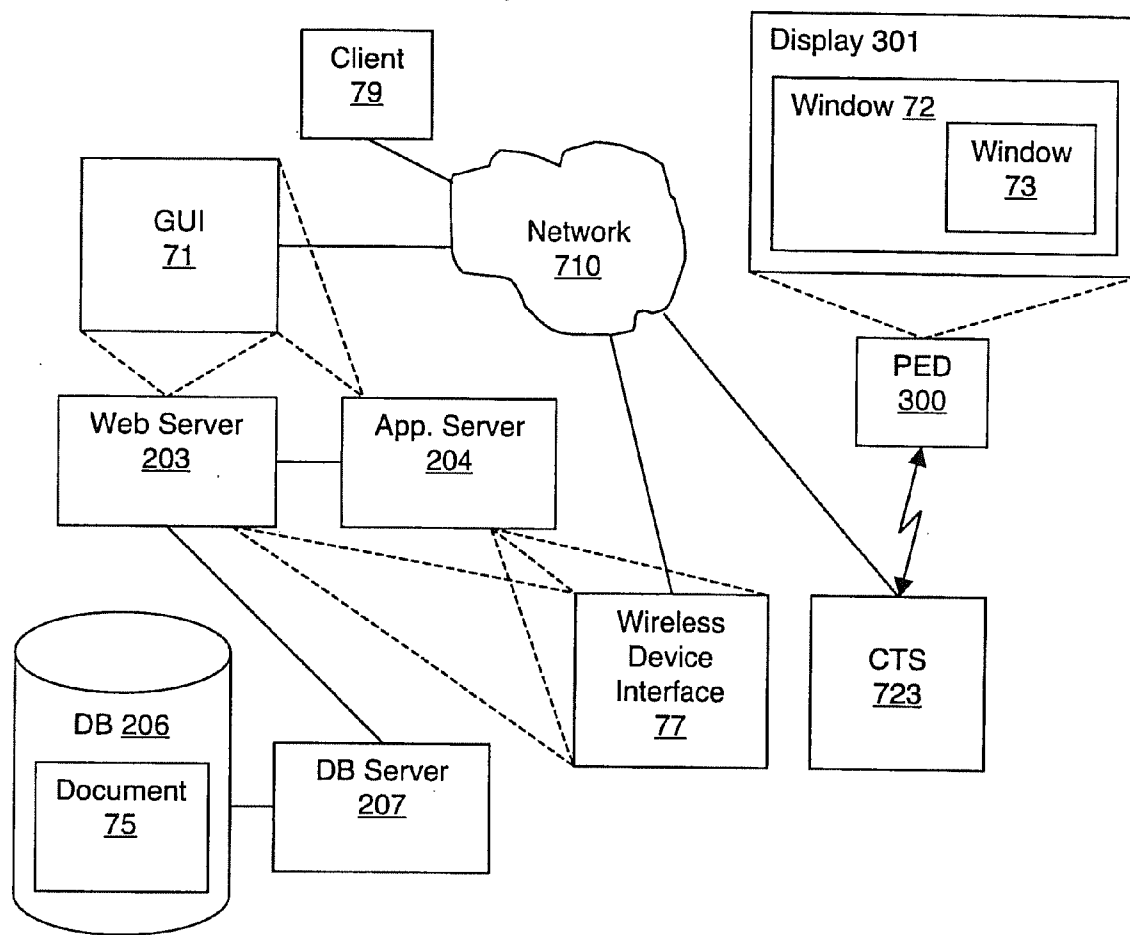 Client
79
Display 301
Window 72
Window
73
GUI
71
Network
710
PED
300
Web Server
203
App. Server
204
Wireless
Device
Interface
77
CTS
723
DB 206
Document
75
DB Server
207